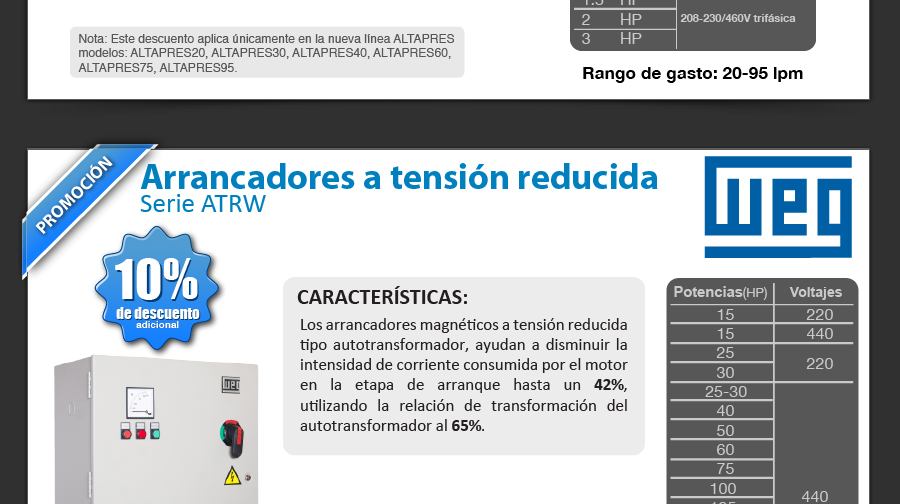 Nota: Este descuento aplica únicamente en la nueva línea ALTAPRES
modelos: ALTAPRES20, ALTAPRES30, ALTAPRES40, ALTAPRES60,
ALTAPRES75, ALTAPRES95.
1.5 HP
2 HP
3 HP
208-230/460V trifásica
Rango de gasto: 20-95 lpm
PROMOCIÓN
Arrancadores a tensión reducida
Serie ATRW
weg
10%
de descuento
adicional
CARACTERÍSTICAS:
Los arrancadores magnéticos a tensión reducida
tipo autotransformador, ayudan a disminuir la
intensidad de corriente consumida por el motor
en la etapa de arranque hasta un 42%,
utilizando la relación de transformación del
autotransformador al 65%.
weg
Potencias(HP) Voltajes
15 220
15 440
25
30
220
25-30
40
50
60
75
100
440